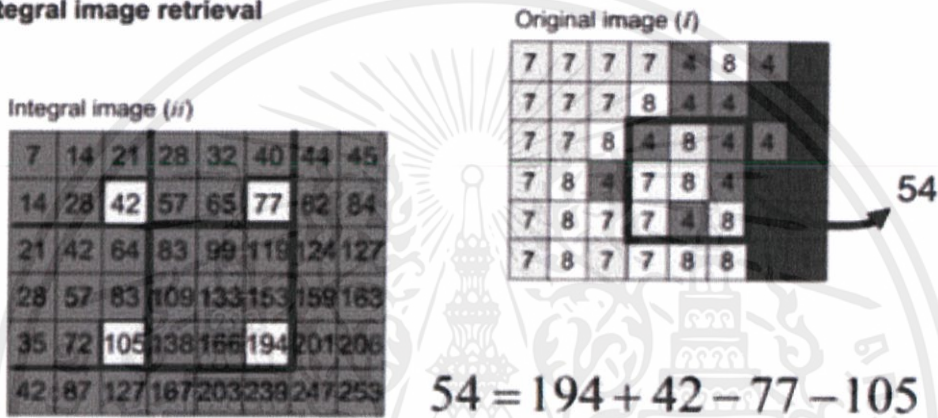 tegral image retrieval
Original image (I)
7 7 7 7 4 8 4
7 7 7 8 4 4
7 7 8 4 8 4 4
7 8 4 7 8 4
7 8 7 7 4 8
7 8 7 7 8 8
54
Integral image (ii)
7 14 21 28 32 40 44 45
14 28 42 57 65 77 82 84
21 42 64 83 99 119 124 127
28 57 83 109 133 153 159 163
35 72 105 138 166 194 201 206
42 87 127 167 203 239 247 253
54 = 194 + 42 − 77 − 105